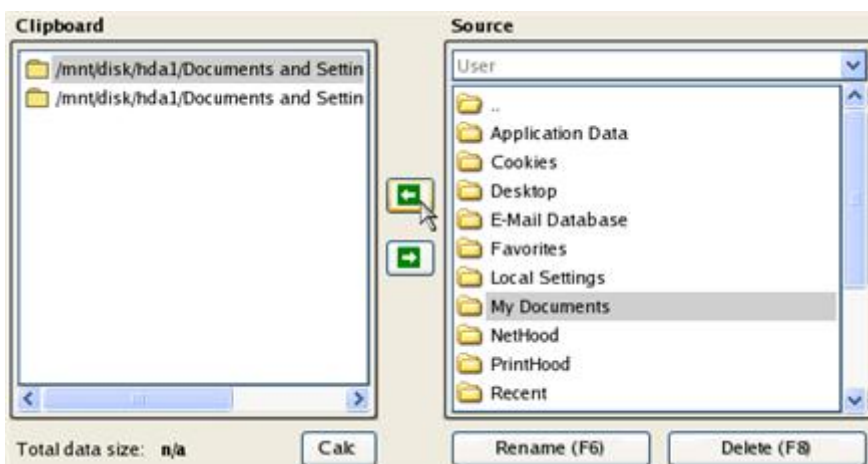 Clipboard
/mnt/disk/hda1/Documents and Settin
/mnt/disk/hda1/Documents and Settin
Total data size: n/a
Calc
Source
User
..
Application Data
Cookies
Desktop
E-Mail Database
Favorites
Local Settings
My Documents
NetHood
PrintHood
Recent
Rename (F6)
Delete (F8)